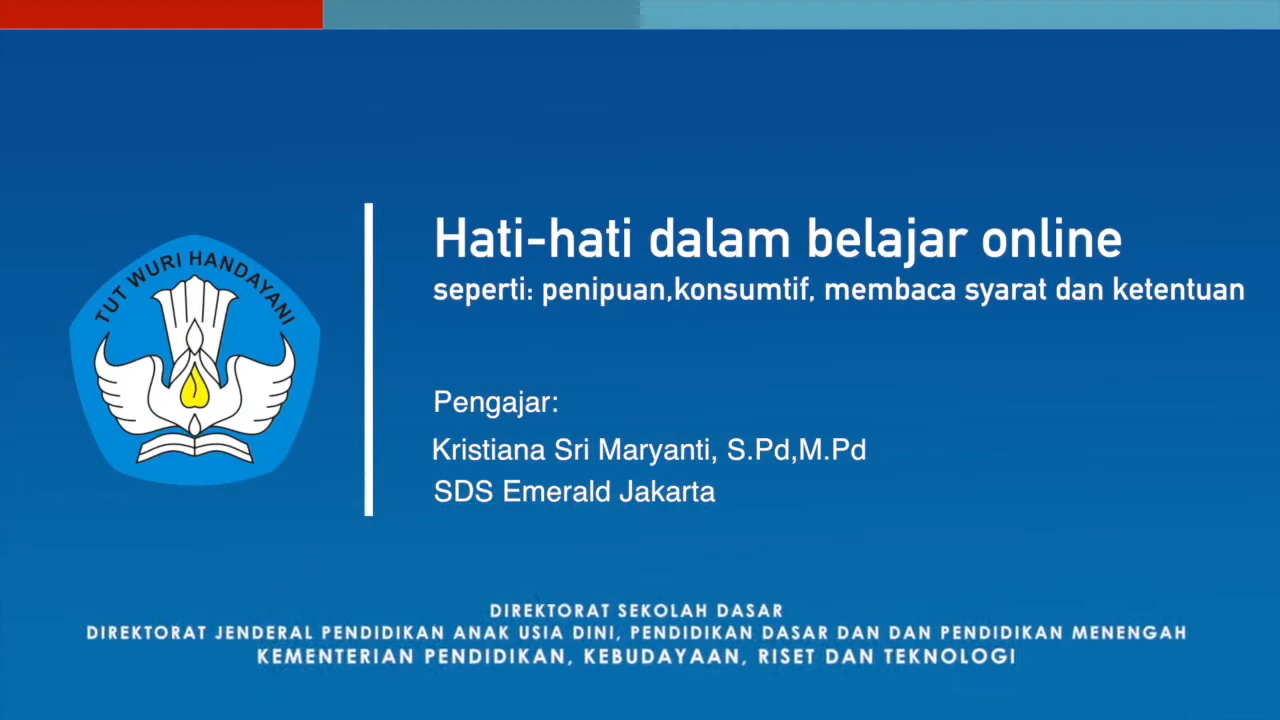 TUT WURI HANDAYANI
Hati-hati dalam belajar online
seperti: penipuan,konsumtif, membaca syarat dan ketentuan
Pengajar:
Kristiana Sri Maryanti, S.Pd,M.Pd
SDS Emerald Jakarta
DIREKTORAT SEKOLAH DASAR
DIREKTORAT JENDERAL PENDIDIKAN ANAK USIA DINI, PENDIDIKAN DASAR DAN DAN PENDIDIKAN MENENGAH
KEMENTERIAN PENDIDIKAN, KEBUDAYAAN, RISET DAN TEKNOLOGI